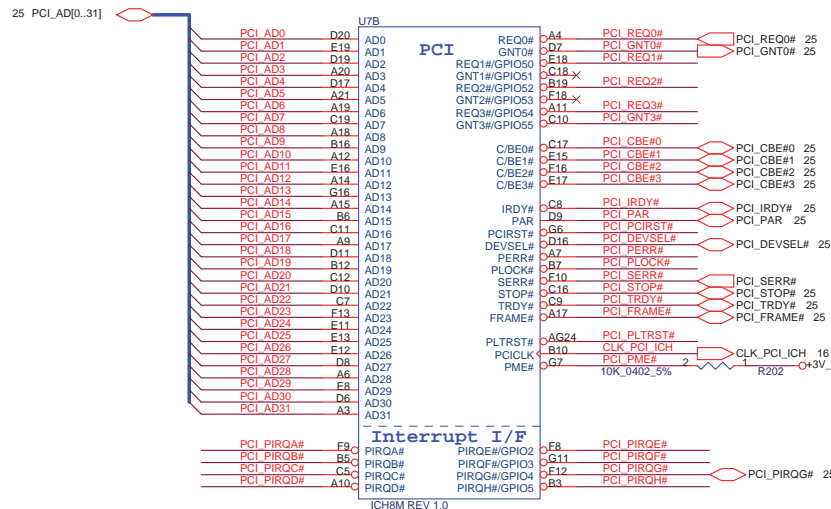 25 PCI_AD[0..31]
U7B
PCI
PCI_AD0 D20 AD0 REQ0# A4 PCI_REQ0# PCI_REQ0# 25
PCI_AD1 E19 AD1 GNT0# D7 PCI_GNT0# PCI_GNT0# 25
PCI_AD2 D19 AD2 REQ1#/GPIO50 E18 PCI_REQ1#
PCI_AD3 A20 AD3 GNT1#/GPIO51 C18
PCI_AD4 D17 AD4 REQ2#/GPIO52 B19 PCI_REQ2#
PCI_AD5 A21 AD5 GNT2#/GPIO53 F18
PCI_AD6 A19 AD6 REQ3#/GPIO54 A11 PCI_REQ3#
PCI_AD7 C19 AD7 GNT3#/GPIO55 C10 PCI_GNT3#
PCI_AD8 A18 AD8
PCI_AD9 B16 AD9 C/BE0# C17 PCI_CBE#0 PCI_CBE#0 25
PCI_AD10 A12 AD10 C/BE1# E15 PCI_CBE#1 PCI_CBE#1 25
PCI_AD11 E16 AD11 C/BE2# F16 PCI_CBE#2 PCI_CBE#2 25
PCI_AD12 A14 AD12 C/BE3# E17 PCI_CBE#3 PCI_CBE#3 25
PCI_AD13 G16 AD13
PCI_AD14 A15 AD14 IRDY# C8 PCI_IRDY# PCI_IRDY# 25
PCI_AD15 B6 AD15 PAR D9 PCI_PAR PCI_PAR 25
PCI_AD16 C11 AD16 PCIRST# G6 PCI_PCIRST#
PCI_AD17 A9 AD17 DEVSEL# D16 PCI_DEVSEL# PCI_DEVSEL# 25
PCI_AD18 D11 AD18 PERR# A7 PCI_PERR#
PCI_AD19 B12 AD19 PLOCK# B7 PCI_PLOCK#
PCI_AD20 C12 AD20 SERR# F10 PCI_SERR# PCI_SERR#
PCI_AD21 D10 AD21 STOP# C16 PCI_STOP# PCI_STOP# 25
PCI_AD22 C7 AD22 TRDY# C9 PCI_TRDY# PCI_TRDY# 25
PCI_AD23 F13 AD23 FRAME# A17 PCI_FRAME# PCI_FRAME# 25
PCI_AD24 E11 AD24
PCI_AD25 E13 AD25 PLTRST# AG24 PCI_PLTRST#
PCI_AD26 E12 AD26 PCICLK B10 CLK_PCI_ICH CLK_PCI_ICH 16
PCI_AD27 D8 AD27 PME# G7 PCI_PME# 2 1 +3V_
PCI_AD28 A6 AD28 10K_0402_5% R202
PCI_AD29 E8 AD29
PCI_AD30 D6 AD30
PCI_AD31 A3 AD31
Interrupt I/F
PCI_PIRQA# F9 PIRQA# PIRQE#/GPIO2 F8 PCI_PIRQE#
PCI_PIRQB# B5 PIRQB# PIRQF#/GPIO3 G11 PCI_PIRQF#
PCI_PIRQC# C5 PIRQC# PIRQG#/GPIO4 F12 PCI_PIRQG# PCI_PIRQG# 25
PCI_PIRQD# A10 PIRQD# PIRQH#/GPIO5 B3 PCI_PIRQH#
ICH8M REV 1.0